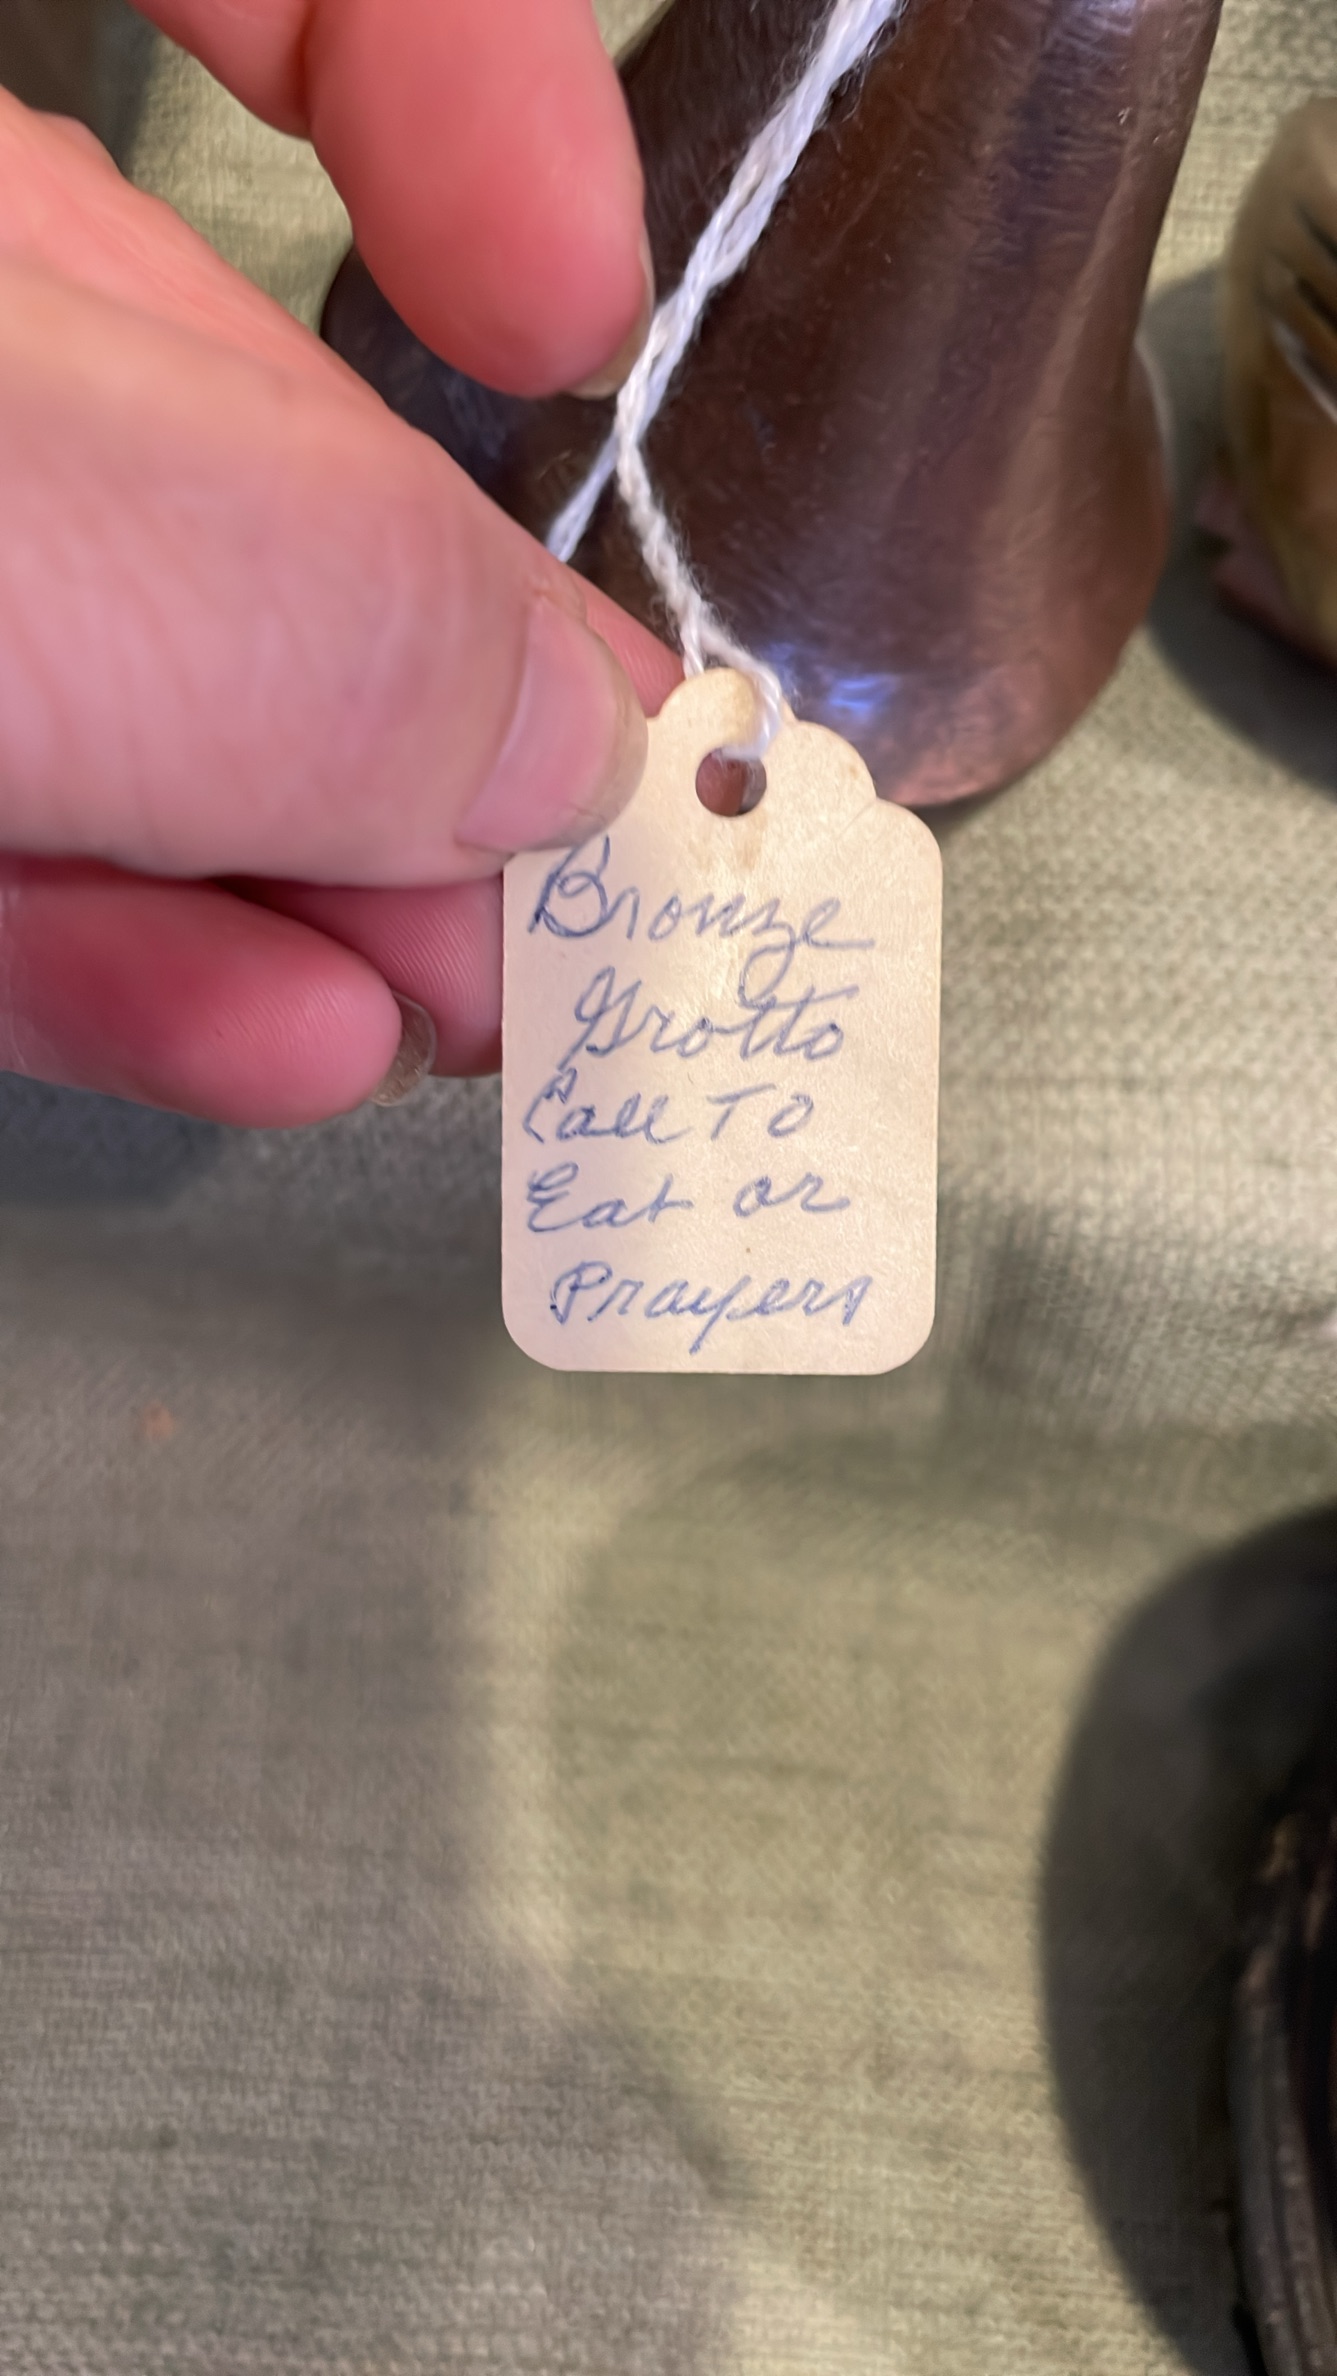 Bronze
Grotto
Call To
Eat or
Prayers